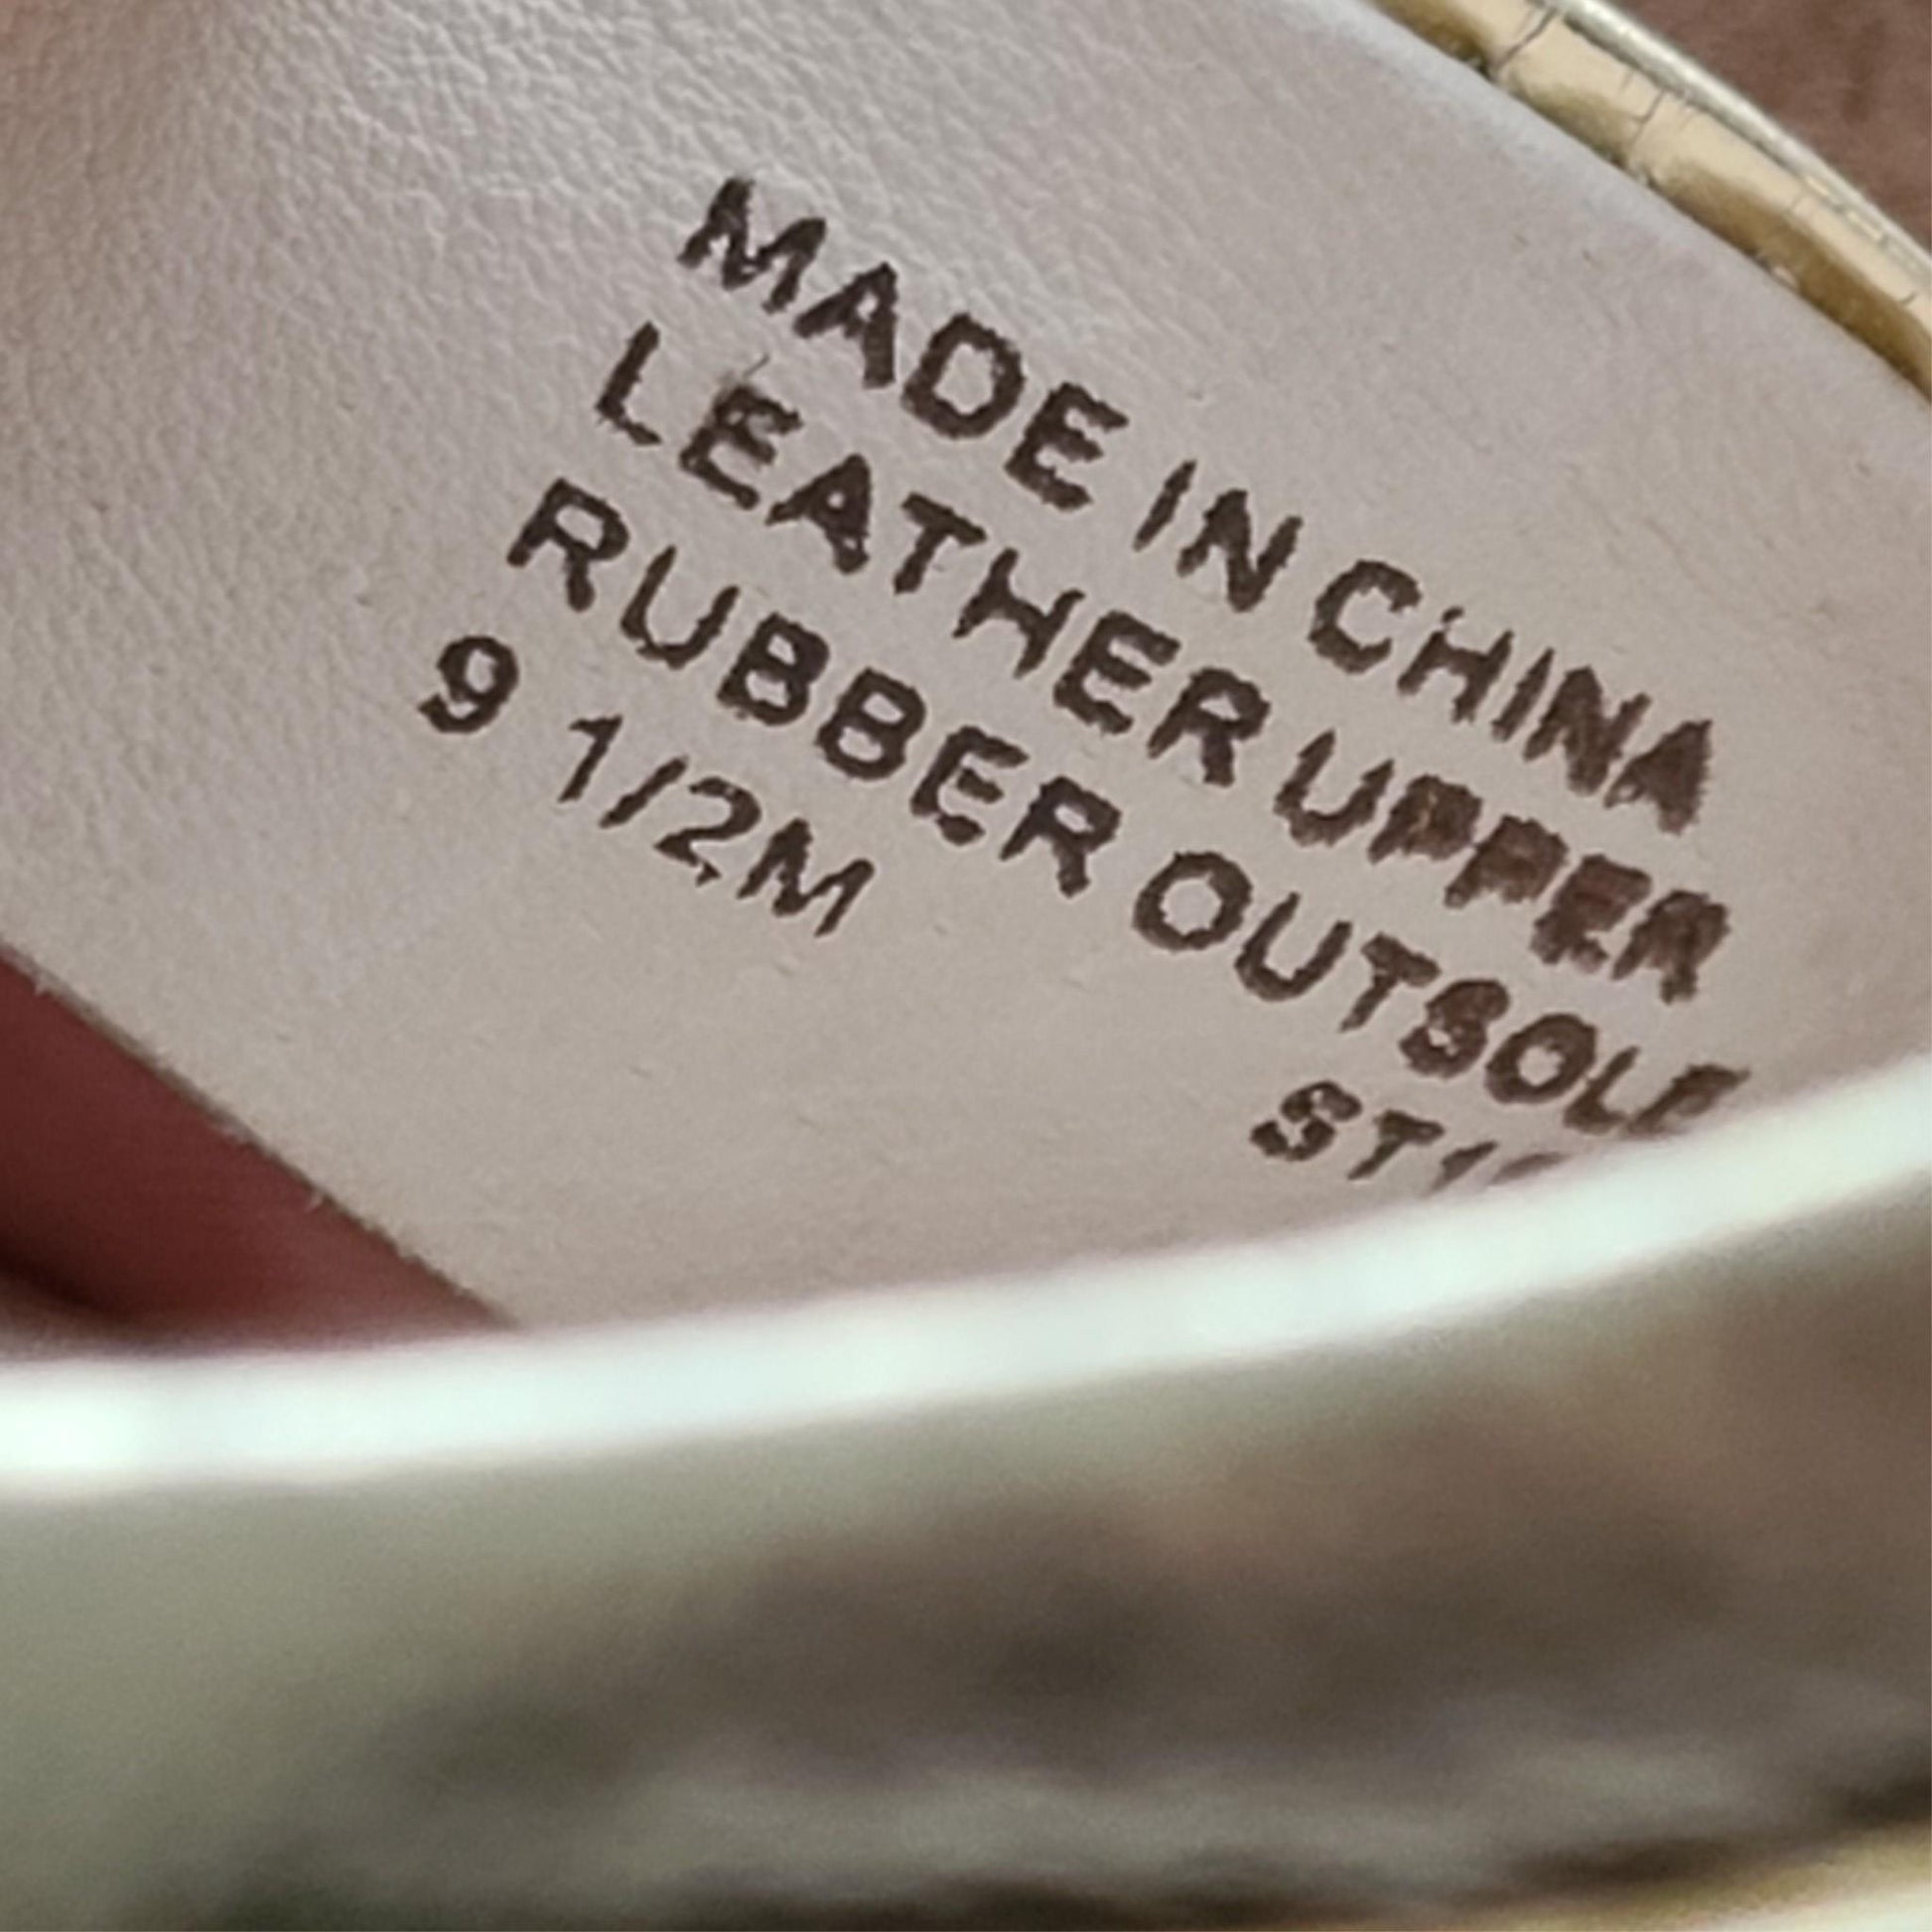 MADE IN CHINA
LEATHER UPPER
RUBBER OUTSOLE
9 1/2M